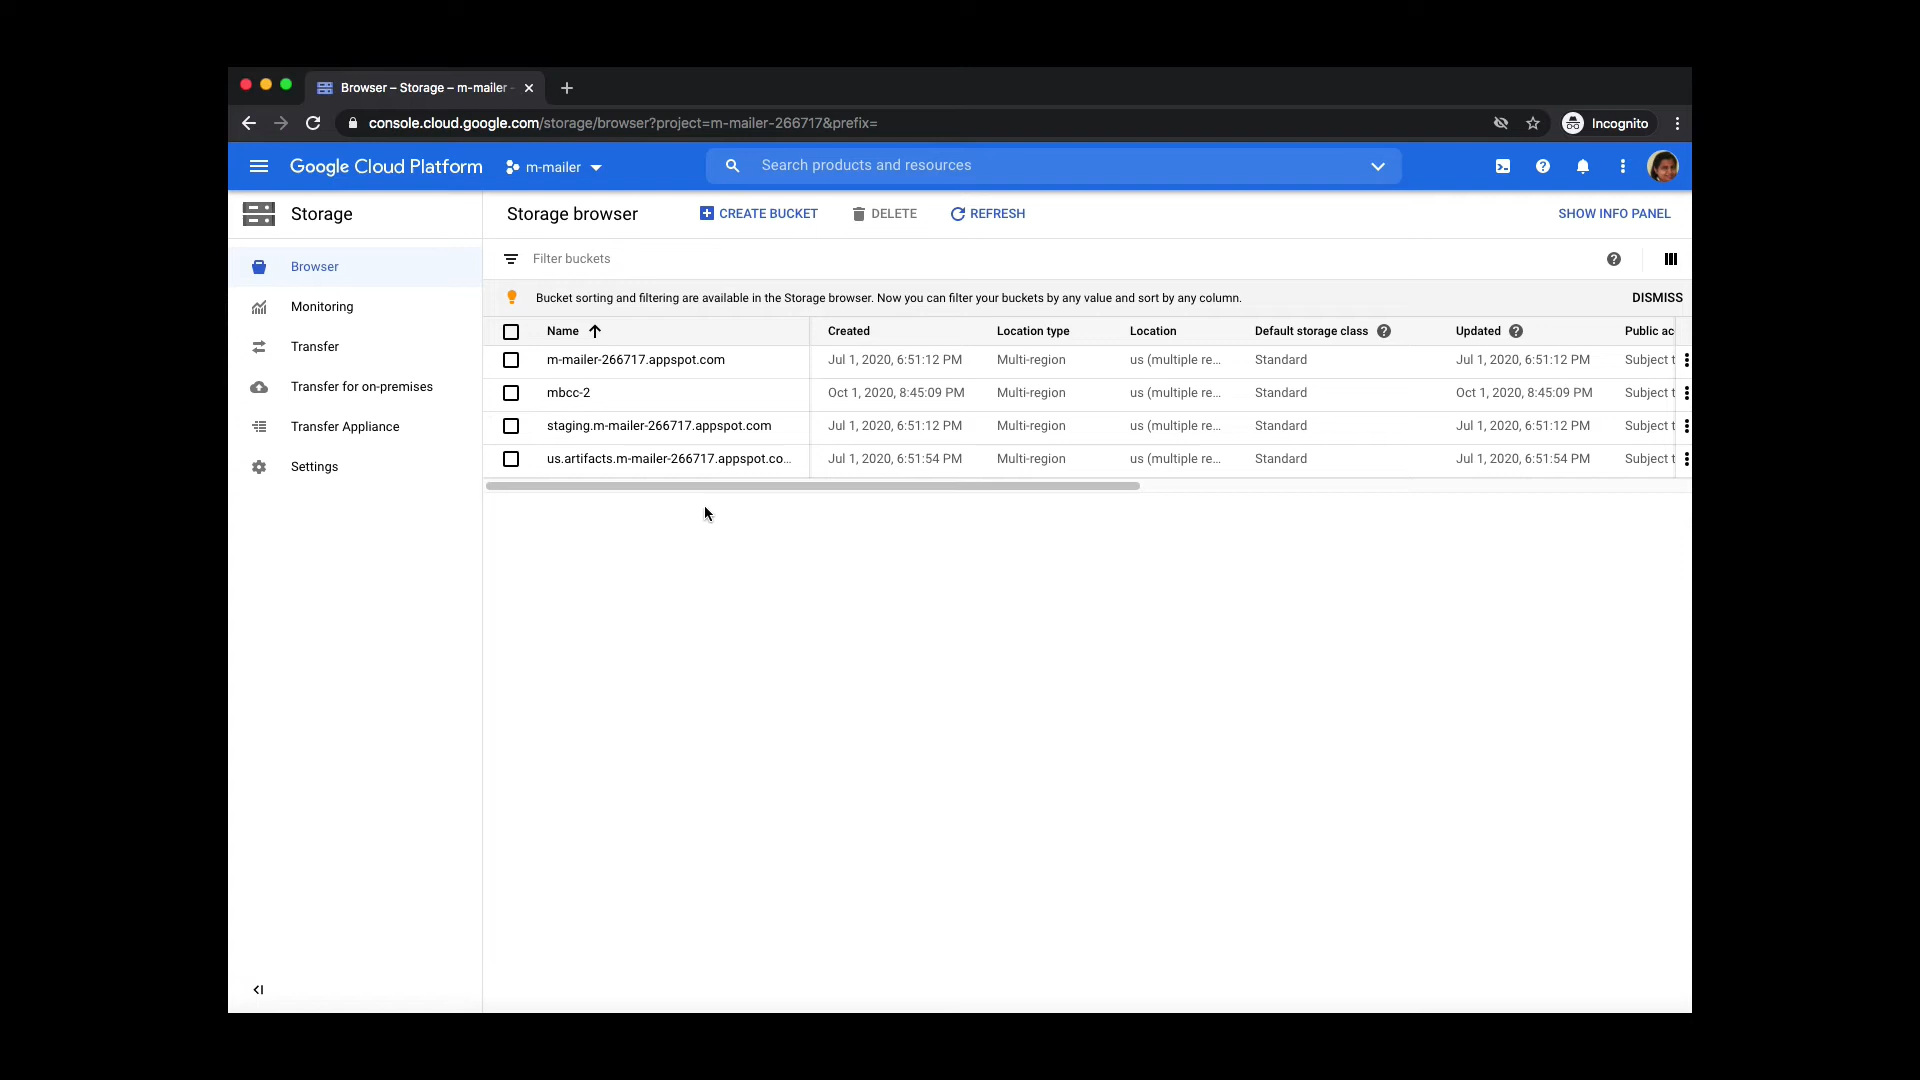 Browser – Storage – m-mailer -
console.cloud.google.com/storage/browser?project=m-mailer-266717&prefix=
Incognito
Google Cloud Platform
m-mailer
Search products and resources
Storage
Storage browser
CREATE BUCKET
DELETE
REFRESH
SHOW INFO PANEL
Browser
Monitoring
Transfer
Transfer for on-premises
Transfer Appliance
Settings
Filter buckets
Bucket sorting and filtering are available in the Storage browser. Now you can filter your buckets by any value and sort by any column.
DISMISS
Name Created Location type Location Default storage class Updated Public ac
m-mailer-266717.appspot.com Jul 1, 2020, 6:51:12 PM Multi-region us (multiple re... Standard Jul 1, 2020, 6:51:12 PM Subject t
mbcc-2 Oct 1, 2020, 8:45:09 PM Multi-region us (multiple re... Standard Oct 1, 2020, 8:45:09 PM Subject t
staging.m-mailer-266717.appspot.com Jul 1, 2020, 6:51:12 PM Multi-region us (multiple re... Standard Jul 1, 2020, 6:51:12 PM Subject t
us.artifacts.m-mailer-266717.appspot.co... Jul 1, 2020, 6:51:54 PM Multi-region us (multiple re... Standard Jul 1, 2020, 6:51:54 PM Subject t